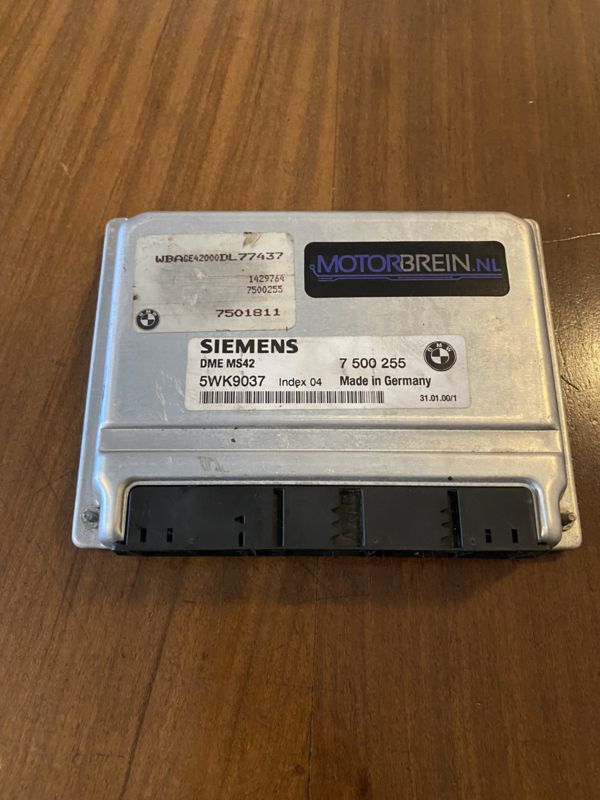 WBAGE42000DL77437
1429764
7500255
7501811
MOTORBREIN.NL
SIEMENS
DME MS42
7 500 255
BMW
5WK9037 Index 04 Made in Germany
31.01.00/1